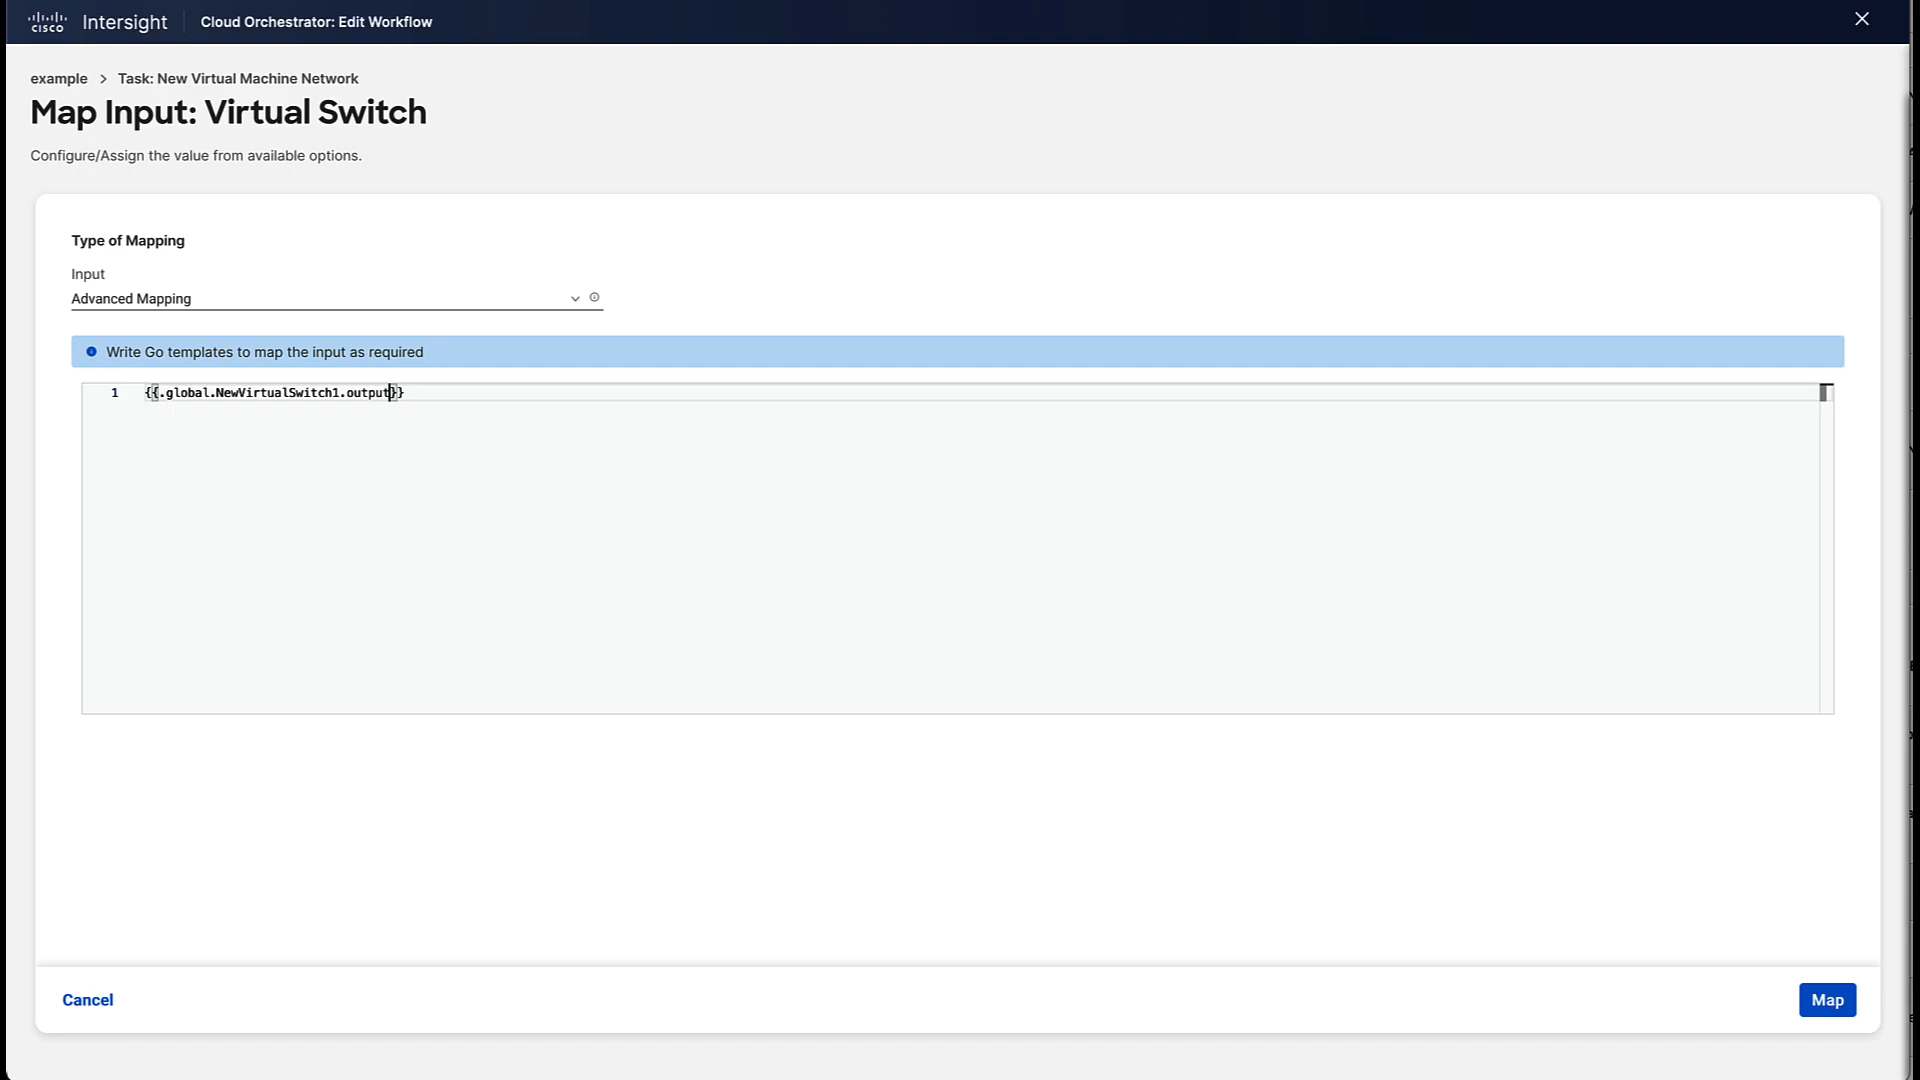 CISCO Intersight Cloud Orchestrator: Edit Workflow
example > Task: New Virtual Machine Network
Map Input: Virtual Switch
Configure/Assign the value from available options.
Type of Mapping
Input
Advanced Mapping
Write Go templates to map the input as required
1 {{.global.NewVirtualSwitch1.output}}
Cancel
Map